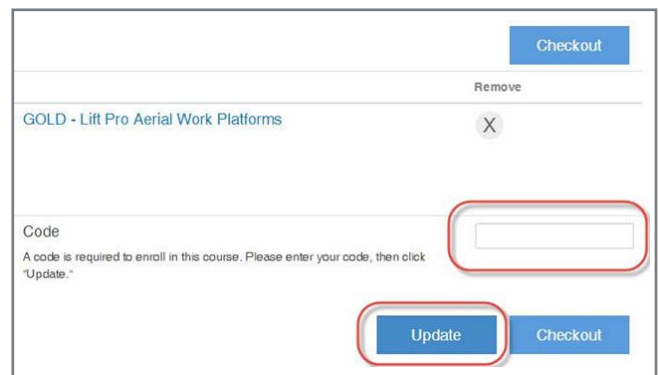 Checkout
Remove
GOLD - Lift Pro Aerial Work Platforms
X
Code
A code is required to enroll in this course. Please enter your code, then click
"Update."
Update
Checkout